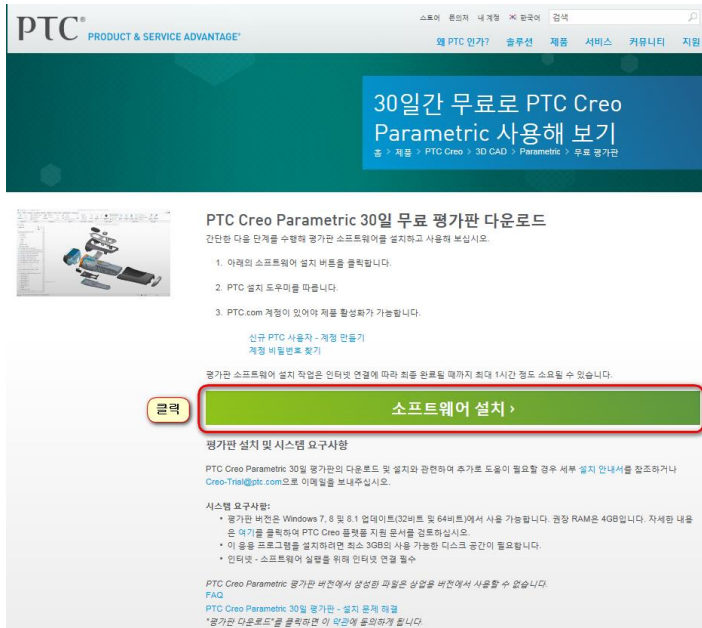 PTC® PRODUCT & SERVICE ADVANTAGE®
스토어 문의처 내 계정 한국어 검색
왜 PTC 인가? 솔루션 제품 서비스 커뮤니티 지원
30일간 무료로 PTC Creo
Parametric 사용해 보기
홈 > 제품 > PTC Creo > 3D CAD > Parametric > 무료 평가판
PTC Creo Parametric 30일 무료 평가판 다운로드
간단한 다음 단계를 수행해 평가판 소프트웨어를 설치하고 사용해 보십시오.
1. 아래의 소프트웨어 설치 버튼을 클릭합니다.
2. PTC 설치 도우미를 따릅니다.
3. PTC.com 계정이 있어야 제품 활성화가 가능합니다.
신규 PTC 사용자 - 계정 만들기
계정 비밀번호 찾기
평가판 소프트웨어 설치 작업은 인터넷 연결에 따라 최종 완료될 때까지 최대 1시간 정도 소요될 수 있습니다.
클릭
소프트웨어 설치 ›
평가판 설치 및 시스템 요구사항
PTC Creo Parametric 30일 평가판의 다운로드 및 설치와 관련하여 추가로 도움이 필요할 경우 세부 설치 안내서를 참조하거나
Creo-Trial@ptc.com으로 이메일을 보내주십시오.
시스템 요구사항:
• 평가판 버전은 Windows 7, 8 및 8.1 업데이트(32비트 및 64비트)에서 사용 가능합니다. 권장 RAM은 4GB입니다. 자세한 내용
은 여기를 클릭하여 PTC Creo 플랫폼 지원 문서를 검토하십시오.
• 이 응용 프로그램을 설치하려면 최소 3GB의 사용 가능한 디스크 공간이 필요합니다.
• 인터넷 - 소프트웨어 실행을 위해 인터넷 연결 필수
PTC Creo Parametric 평가판 버전에서 생성한 파일은 상업용 버전에서 사용할 수 없습니다.
FAQ
PTC Creo Parametric 30일 평가판 - 설치 문제 해결
"평가판 다운로드"를 클릭하면 이 약관에 동의하게 됩니다.